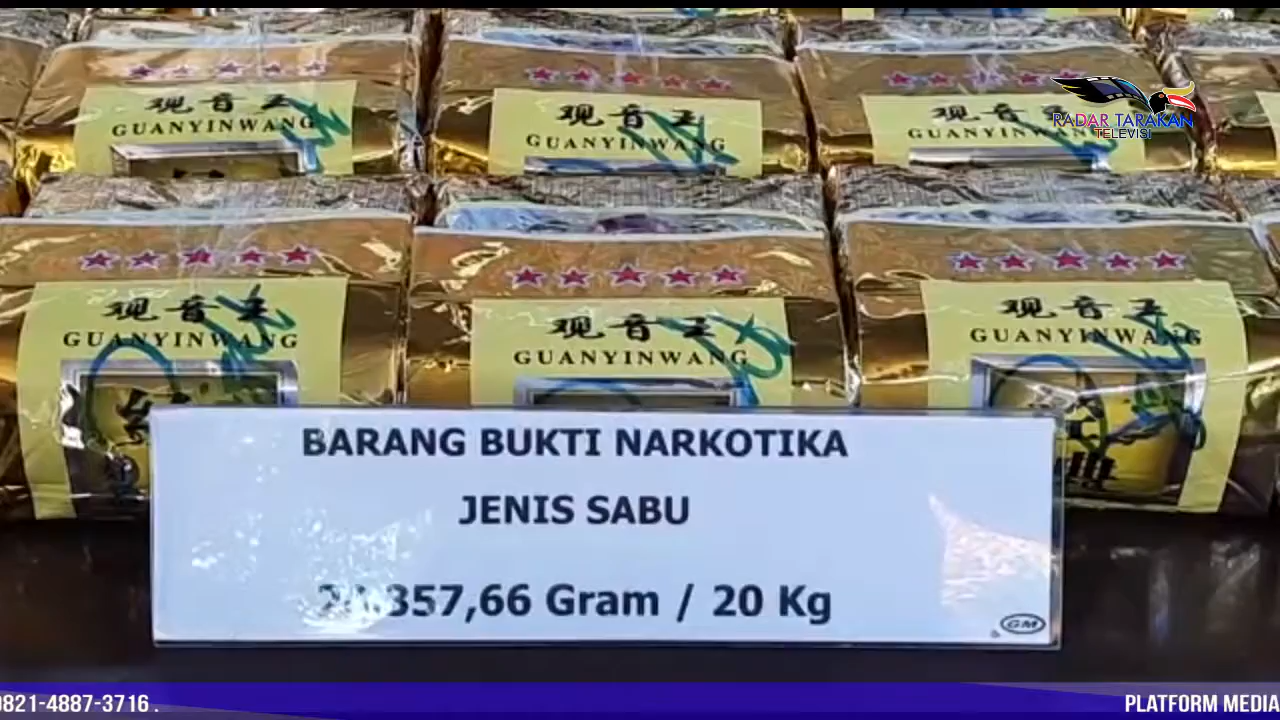 观音王
GUANYINWANG
观音王
GUANYINWANG
观音王
GUANYINWANG
RADAR TARAKAN
TELEVISI
观音王
GUANYINWANG
观音王
GUANYINWANG
观音王
GUANYINWANG
BARANG BUKTI NARKOTIKA
JENIS SABU
Gram / 20 Kg
GM
0821-4887-3716 .
PLATFORM MEDIA